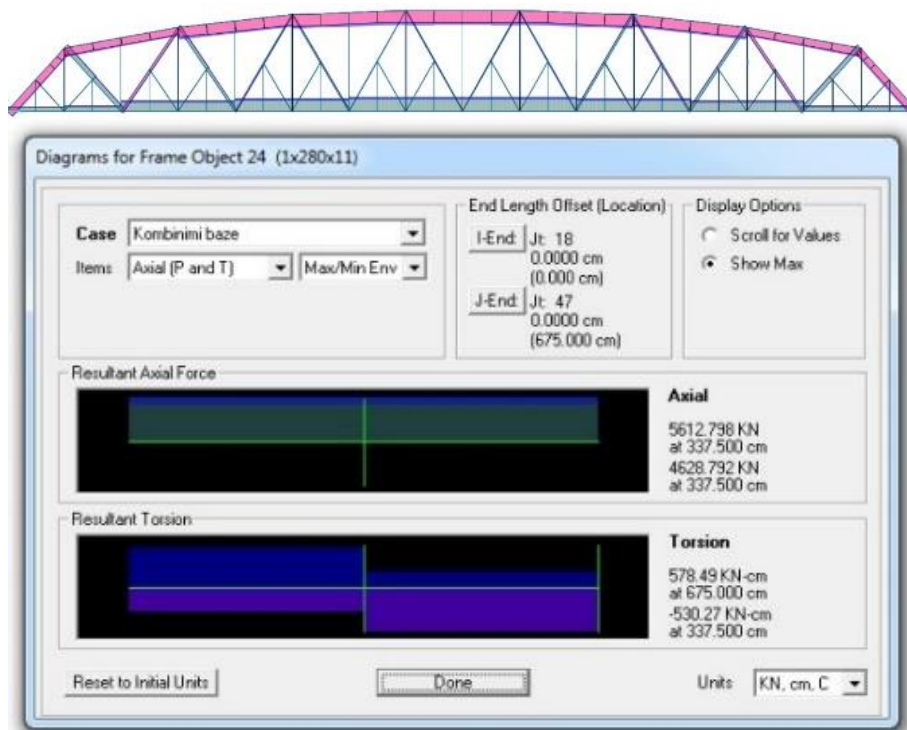 Diagrams for Frame Object 24 (1x280x11)
Case Kombinimi baze
Items Axial (P and T) Max/Min Env
End Length Offset (Location)
I-End: Jt: 18
0.0000 cm
(0.000 cm)
J-End: Jt: 47
0.0000 cm
(675.000 cm)
Display Options
Scroll for Values
Show Max
Resultant Axial Force
Axial
5612.798 KN
at 337.500 cm
4628.792 KN
at 337.500 cm
Resultant Torsion
Torsion
578.49 KN-cm
at 675.000 cm
-530.27 KN-cm
at 337.500 cm
Reset to Initial Units
Done
Units KN, cm, C